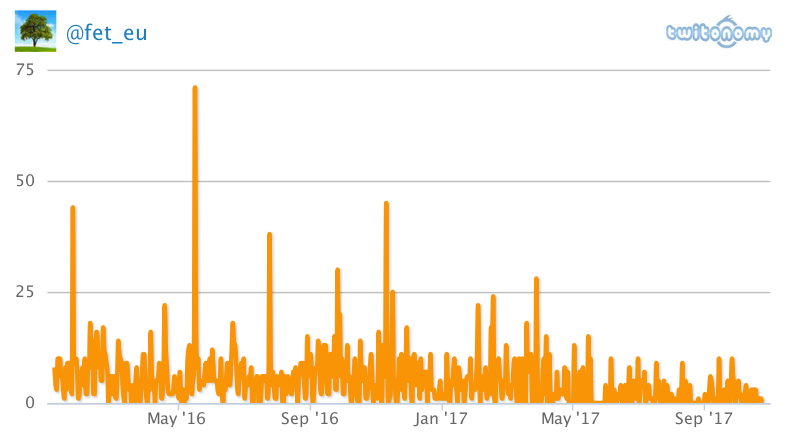 @fet_eu
twitonomy
75
50
25
0
May '16
Sep '16
Jan '17
May '17
Sep '17